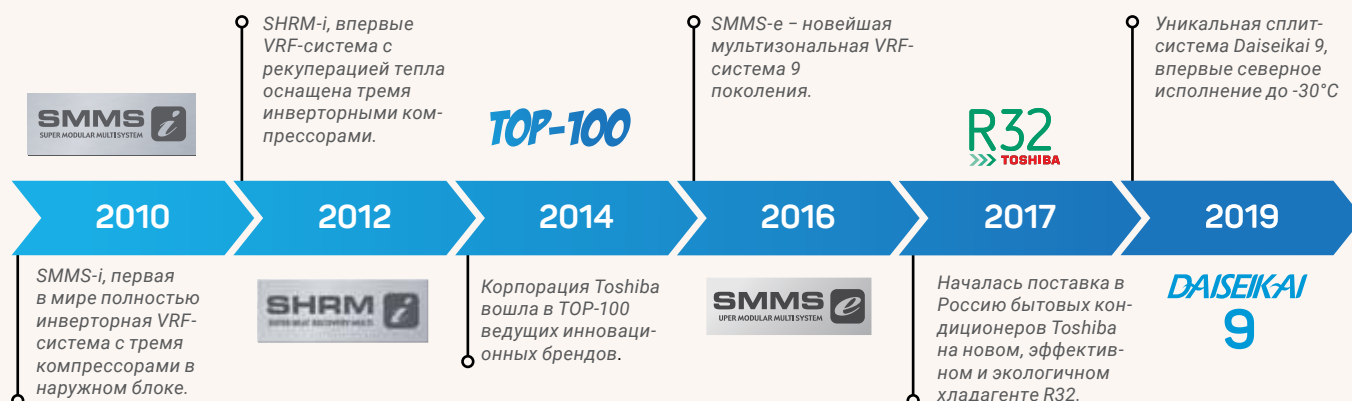 SHRM-i, впервые
VRF-система с
рекуперацией тепла
оснащена тремя
инверторными ком-
прессорами.
SMMS-e – новейшая
мультизональная VRF-
система 9
поколения.
Уникальная сплит-
система Daiseikai 9,
впервые северное
исполнение до -30°C
SMMS i
SUPER MODULAR MULTI SYSTEM
TOP-100
R32
TOSHIBA
2010
2012
2014
2016
2017
2019
SMMS-i, первая
в мире полностью
инверторная VRF-
система с тремя
компрессорами в
наружном блоке.
SHRM i
SUPER HEAT RECOVERY MULTI
Корпорация Toshiba
вошла в TOP-100
ведущих инноваци-
онных брендов.
SMMS e
UPER MODULAR MULTI SYSTEM
Началась поставка в
Россию бытовых кон-
диционеров Toshiba
на новом, эффектив-
ном и экологичном
хладагенте R32.
DAISEIKAI
9